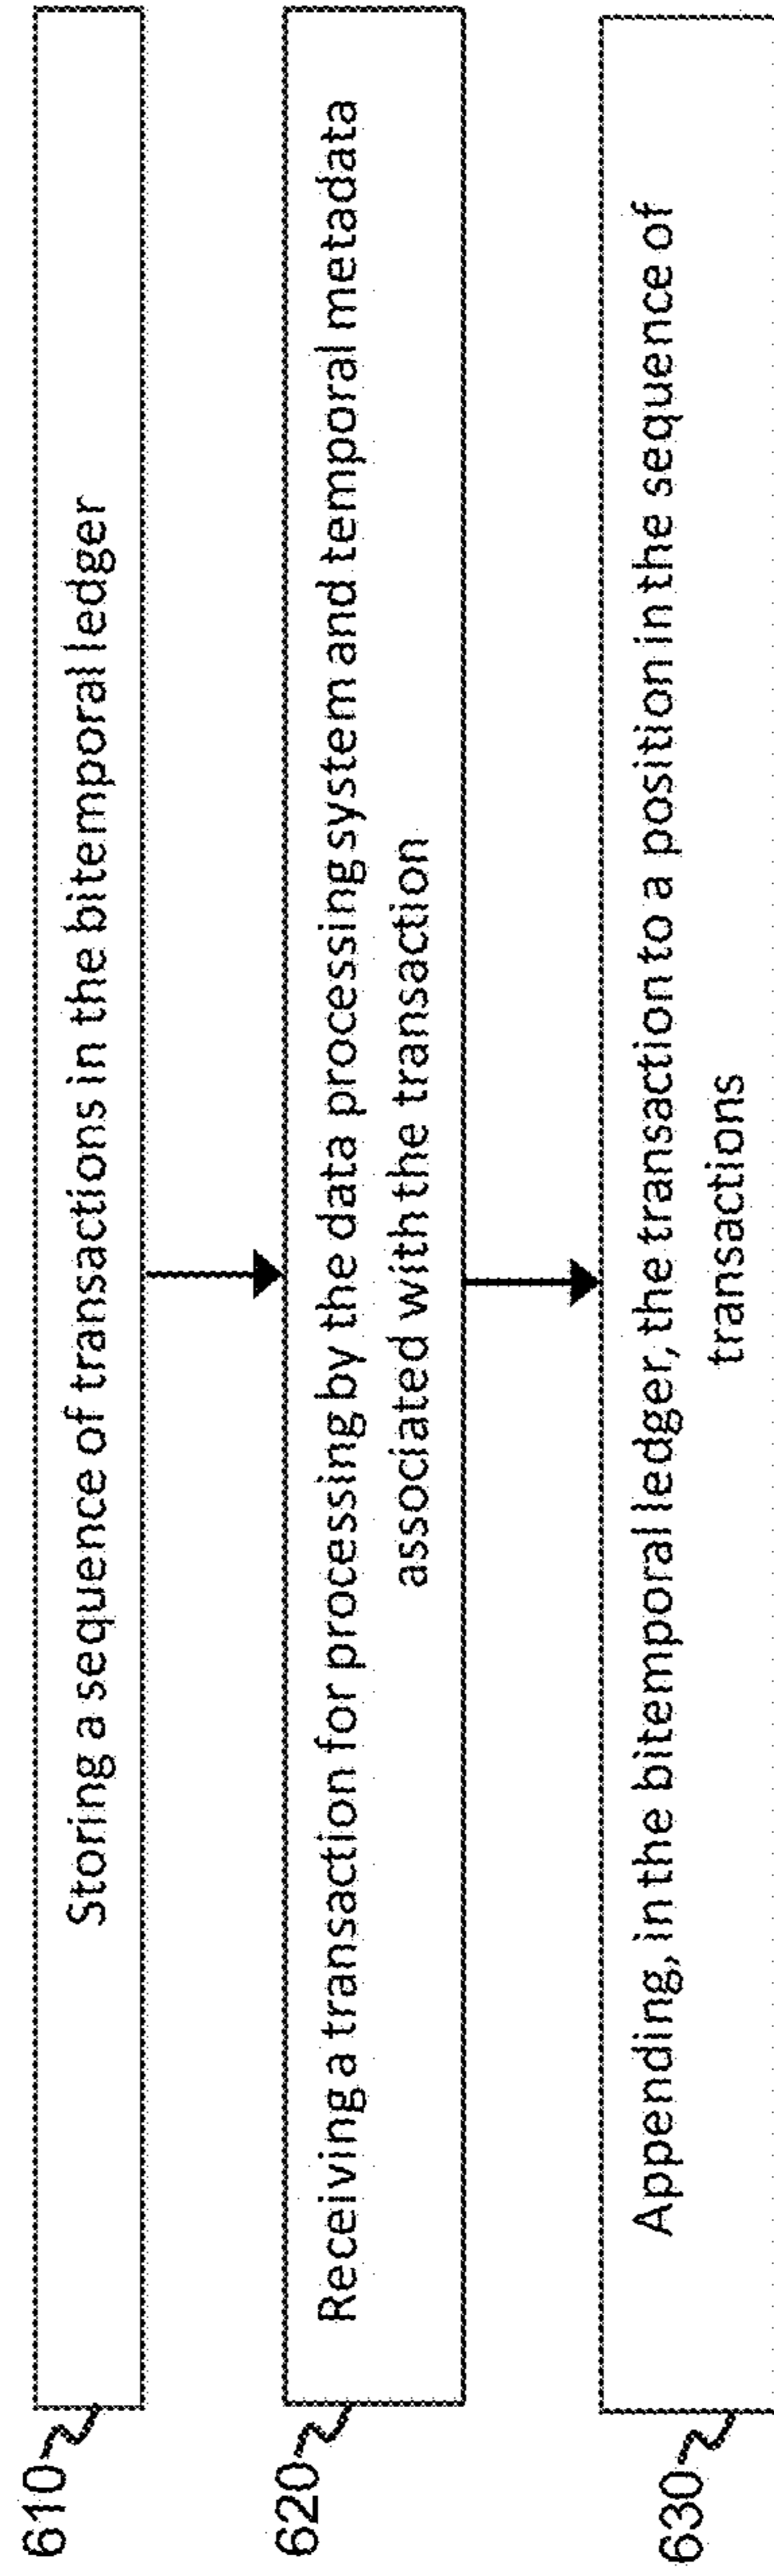 610
Storing a sequence of transactions in the bitemporal ledger
620
Receiving a transaction for processing by the data processing system and temporal metadata
associated with the transaction
630
Appending, in the bitemporal ledger, the transaction to a position in the sequence of
transactions